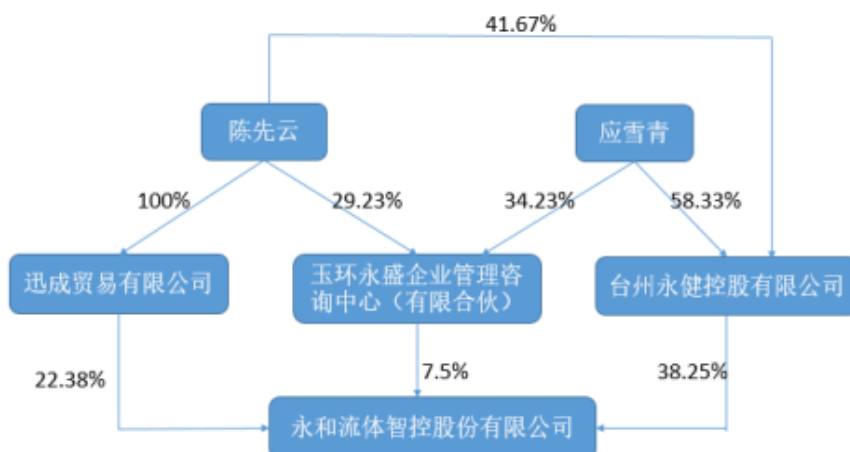 41.67%
陈先云
应雪青
100%
29.23%
34.23%
58.33%
迅成贸易有限公司
玉环永盛企业管理咨
询中心（有限合伙）
台州永健控股有限公司
22.38%
7.5%
38.25%
永和流体智控股份有限公司